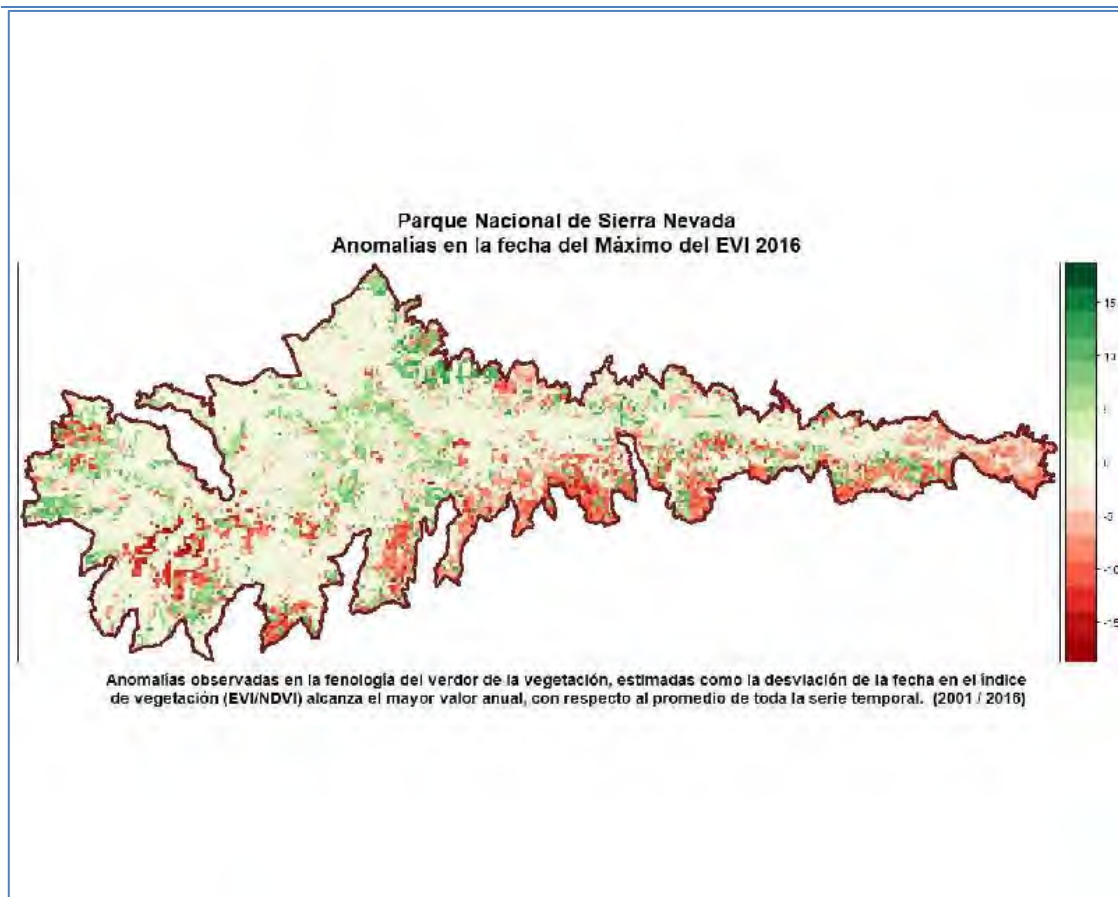 Parque Nacional de Sierra Nevada
Anomalías en la fecha del Máximo del EVI 2016
15
10
5
0
-5
-10
-15
Anomalías observadas en la fenología del verdor de la vegetación, estimadas como la desviación de la fecha en el índice
de vegetación (EVI/NDVI) alcanza el mayor valor anual, con respecto al promedio de toda la serie temporal. (2001 / 2016)